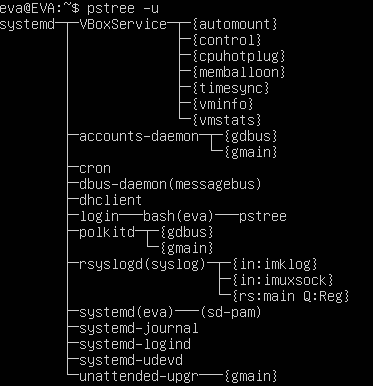 eva@EVA:~$ pstree -u
systemd─┬─VBoxService─┬─{automount}
        │             ├─{control}
        │             ├─{cpuhotplug}
        │             ├─{memballoon}
        │             ├─{timesync}
        │             ├─{vminfo}
        │             └─{vmstats}
        ├─accounts-daemon─┬─{gdbus}
        │                 └─{gmain}
        ├─cron
        ├─dbus-daemon(messagebus)
        ├─dhclient
        ├─login───bash(eva)───pstree
        ├─polkitd─┬─{gdbus}
        │         └─{gmain}
        ├─rsyslogd(syslog)─┬─{in:imklog}
        │                  ├─{in:imuxsock}
        │                  └─{rs:main Q:Reg}
        ├─systemd(eva)───(sd-pam)
        ├─systemd-journal
        ├─systemd-logind
        ├─systemd-udevd
        └─unattended-upgr───{gmain}